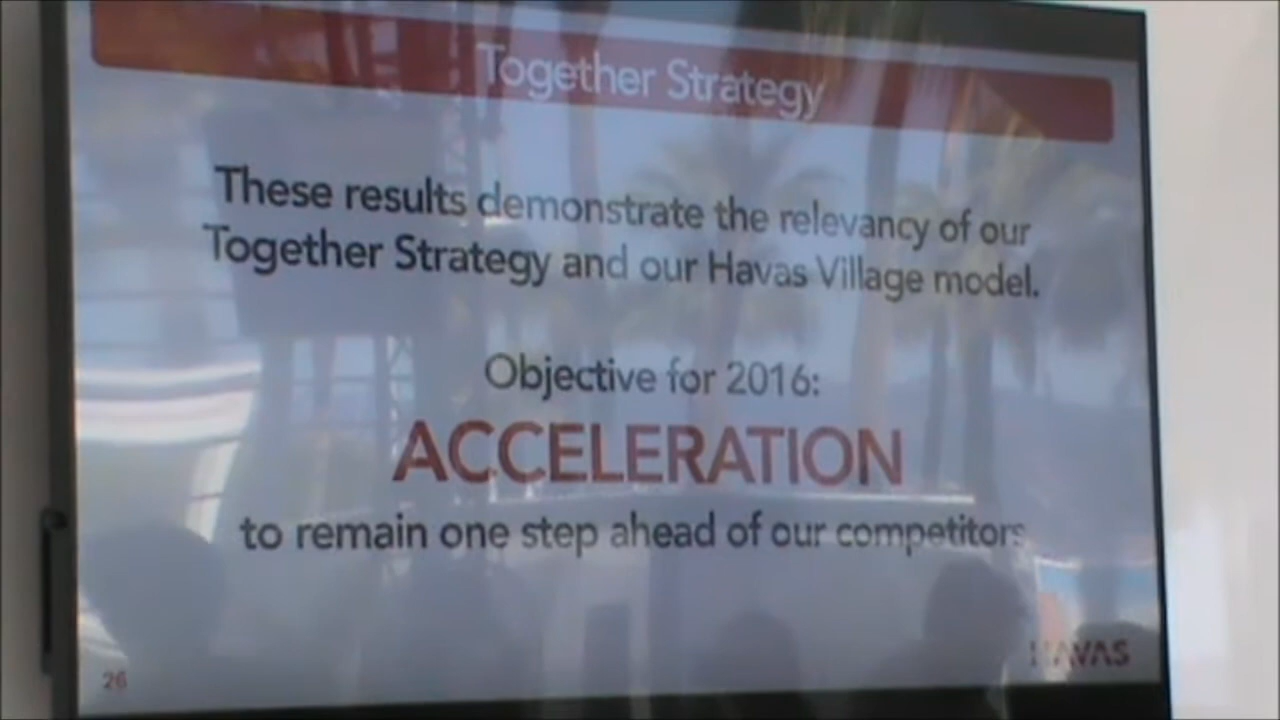 Together Strategy
These results demonstrate the relevancy of our
Together Strategy and our Havas Village model.
Objective for 2016:
ACCELERATION
to remain one step ahead of our competitors
26
HAVAS